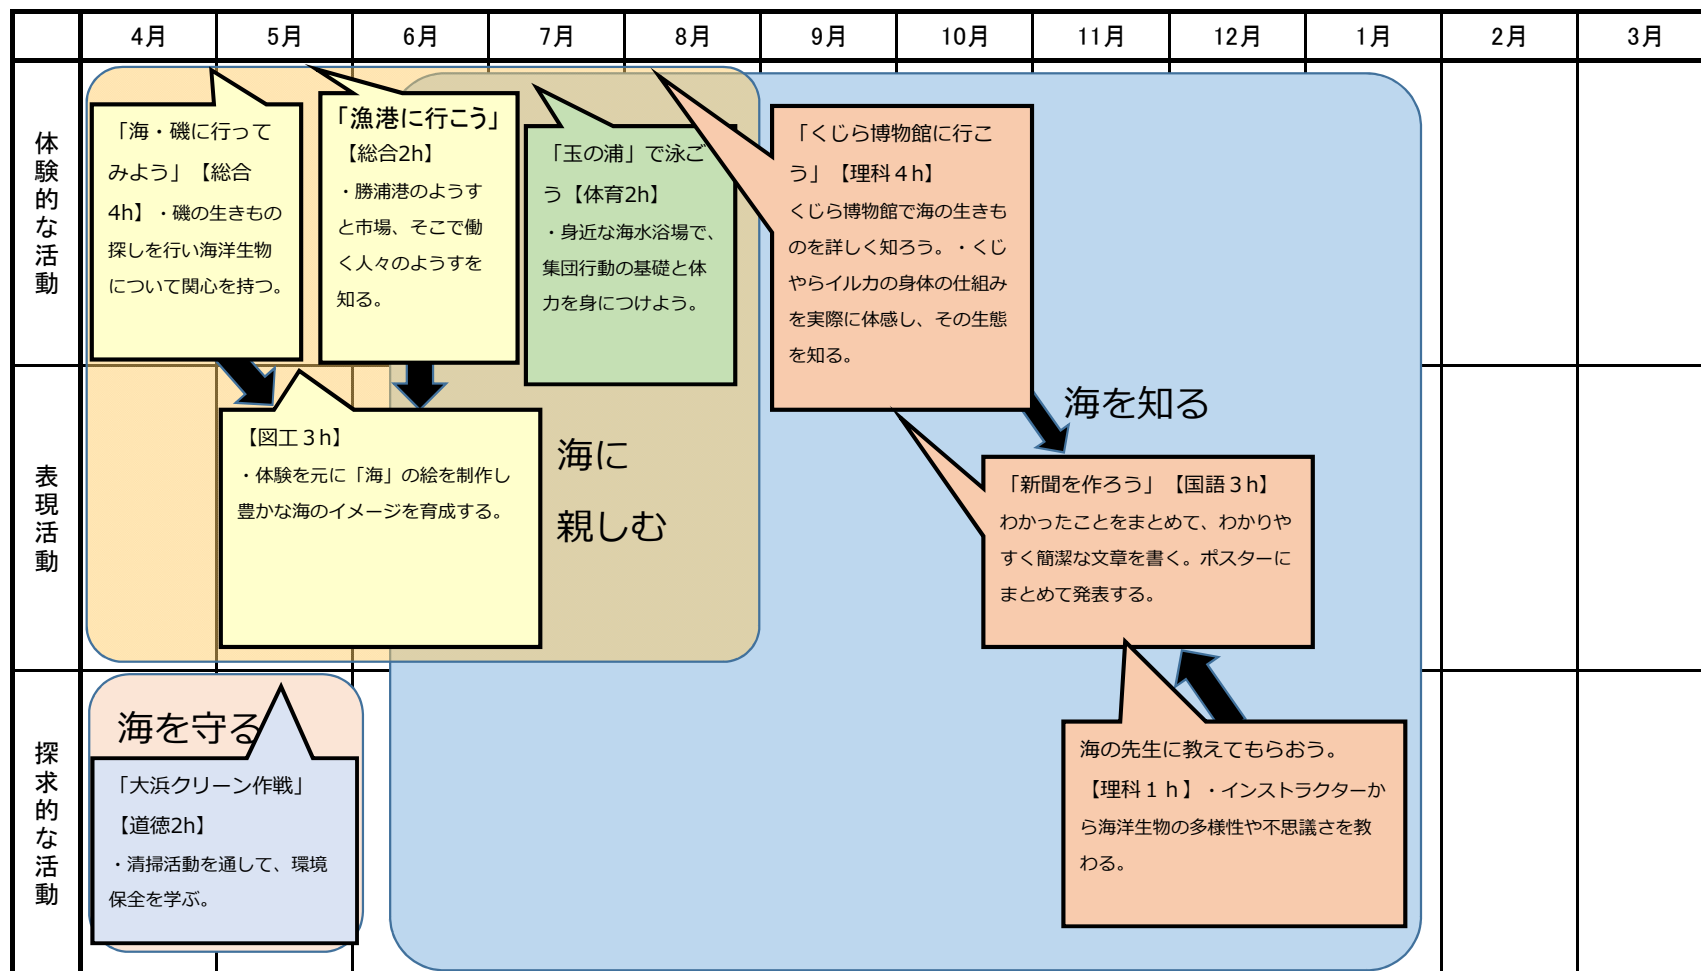 4月 5月 6月 7月 8月 9月 10月 11月 12月 1月 2月 3月
体験的な活動
「海・磯に行って
みよう」【総合
4h】・磯の生きもの
探しを行い海洋生物
について関心を持つ。
「漁港に行こう」
【総合2h】
・勝浦港のようす
と市場、そこで働
く人々のようすを
知る。
「玉の浦」で泳ご
う【体育2h】
・身近な海水浴場で、
集団行動の基礎と体
力を身につけよう。
「くじら博物館に行こ
う」【理科４h】
くじら博物館で海の生きも
のを詳しく知ろう。・くじ
やらイルカの身体の仕組み
を実際に体感し、その生態
を知る。
表現活動
【図工３h】
・体験を元に「海」の絵を制作し
豊かな海のイメージを育成する。
海に
親しむ
海を知る
「新聞を作ろう」【国語３h】
わかったことをまとめて、わかりや
すく簡潔な文章を書く。ポスターに
まとめて発表する。
探求的な活動
海を守る
「大浜クリーン作戦」
【道徳2h】
・清掃活動を通して、環境
保全を学ぶ。
海の先生に教えてもらおう。
【理科１ｈ】・インストラクターか
ら海洋生物の多様性や不思議さを教
わる。